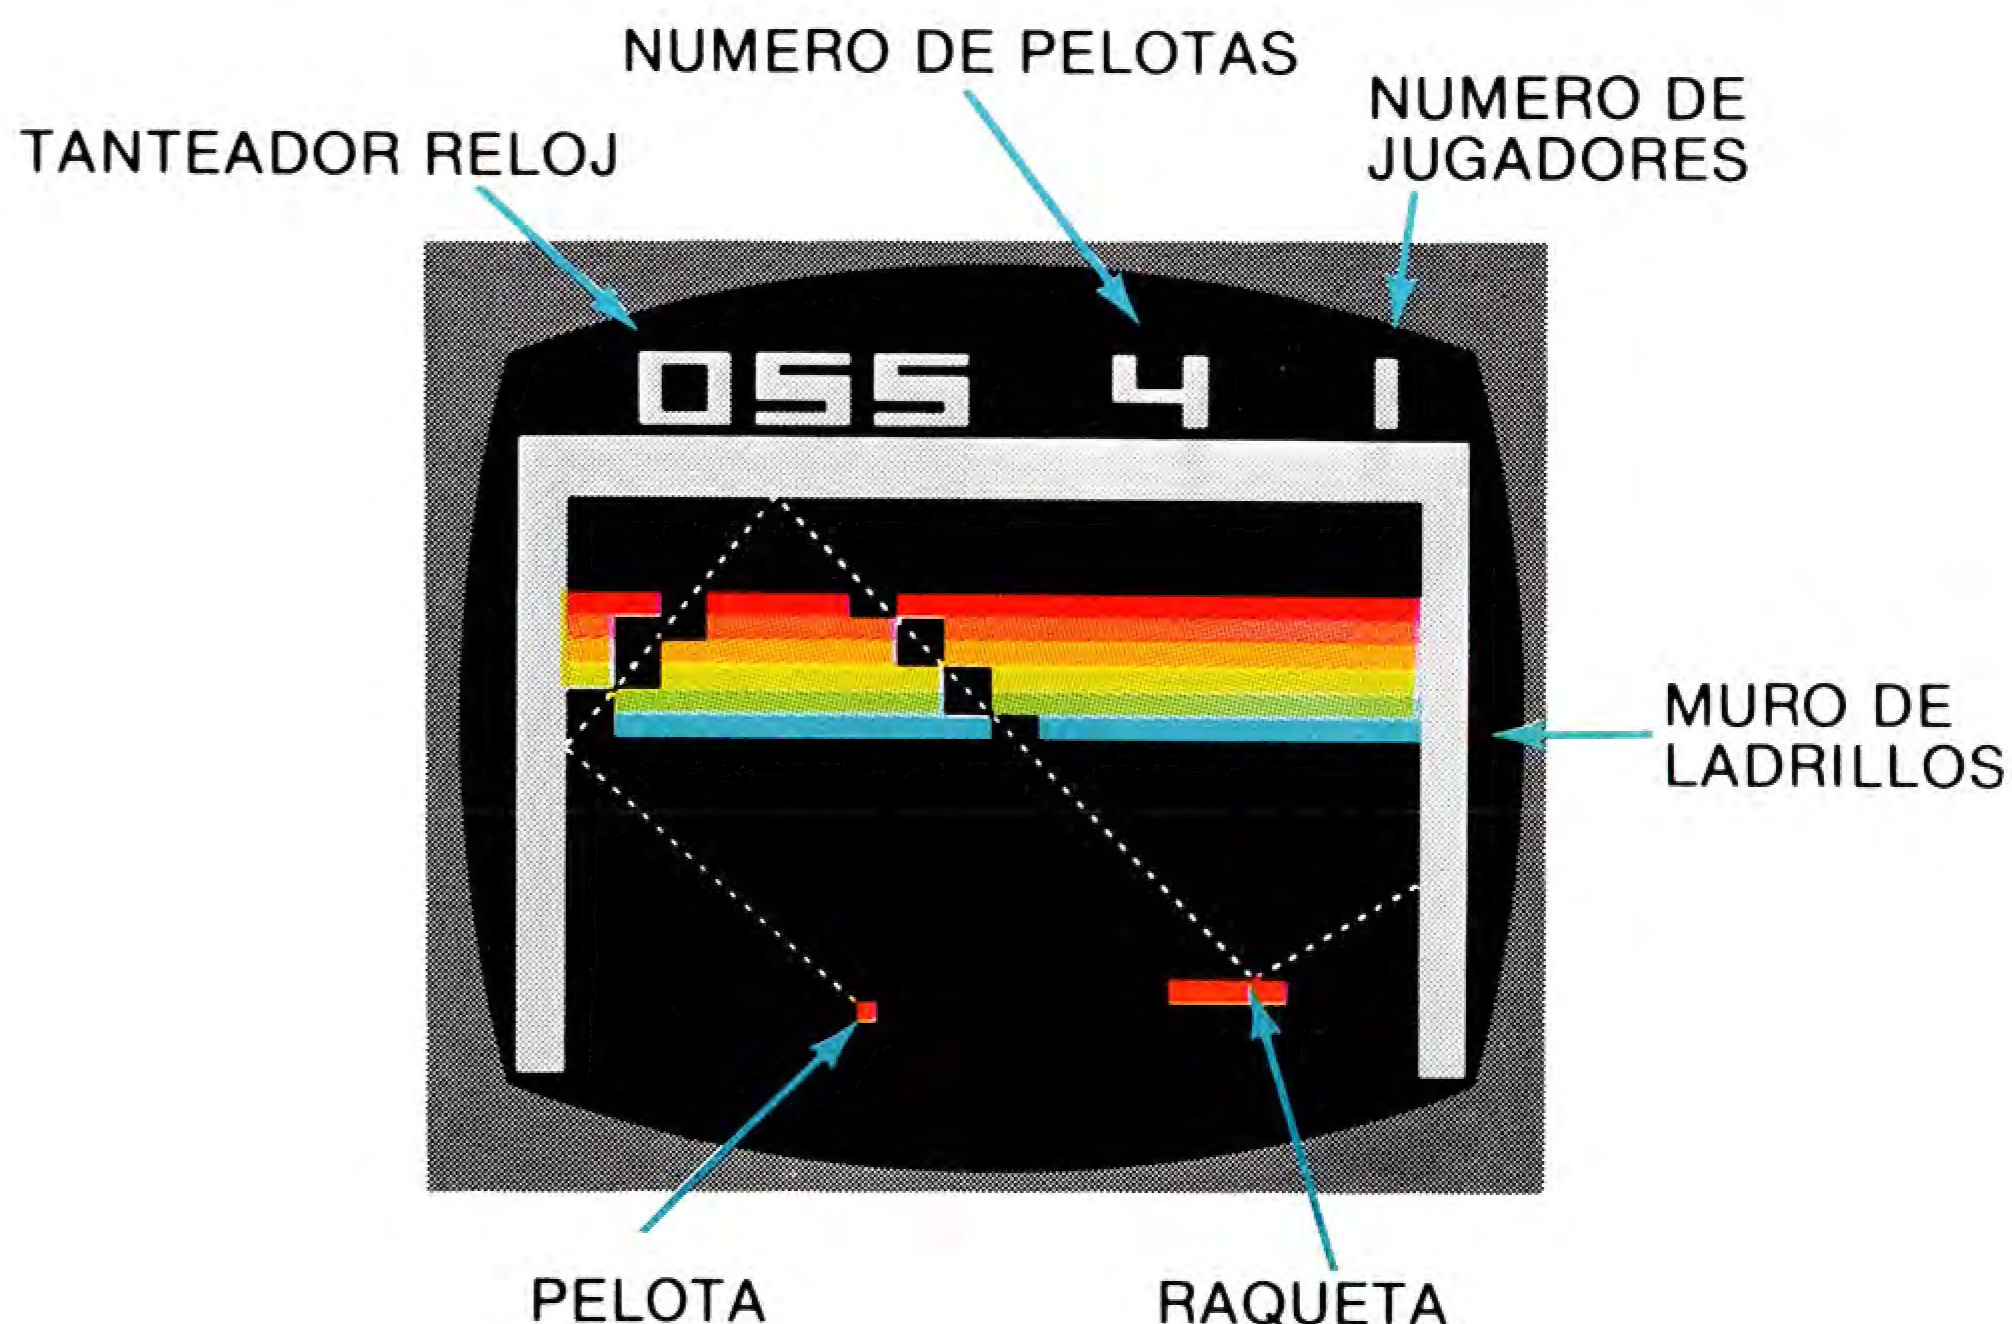 NUMERO DE PELOTAS
NUMERO DE
JUGADORES
TANTEADOR RELOJ
055 4 1
MURO DE
LADRILLOS
PELOTA
RAQUETA